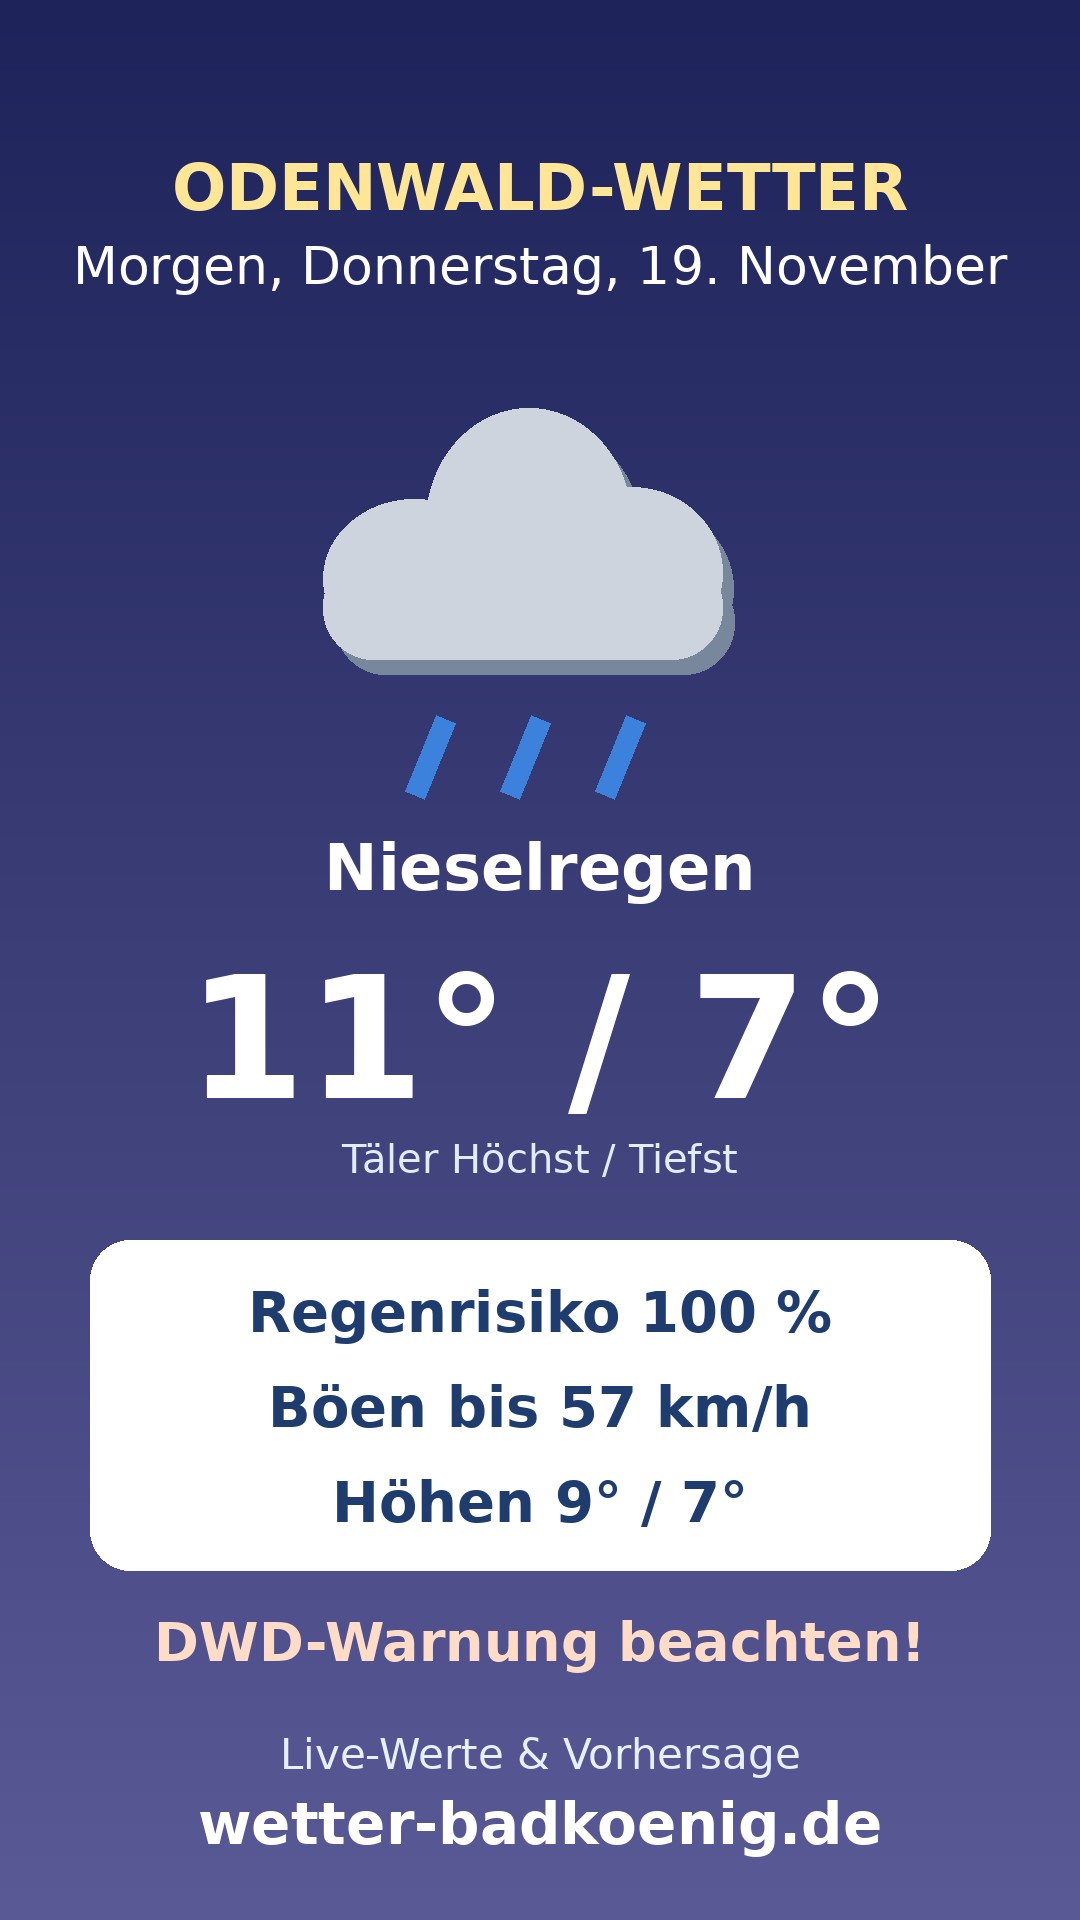 ODENWALD-WETTER
Morgen, Donnerstag, 19. November
Nieselregen
11° / 7°
Täler Höchst / Tiefst
Regenrisiko 100 %
Böen bis 57 km/h
Höhen 9° / 7°
DWD-Warnung beachten!
Live-Werte & Vorhersage
wetter-badkoenig.de